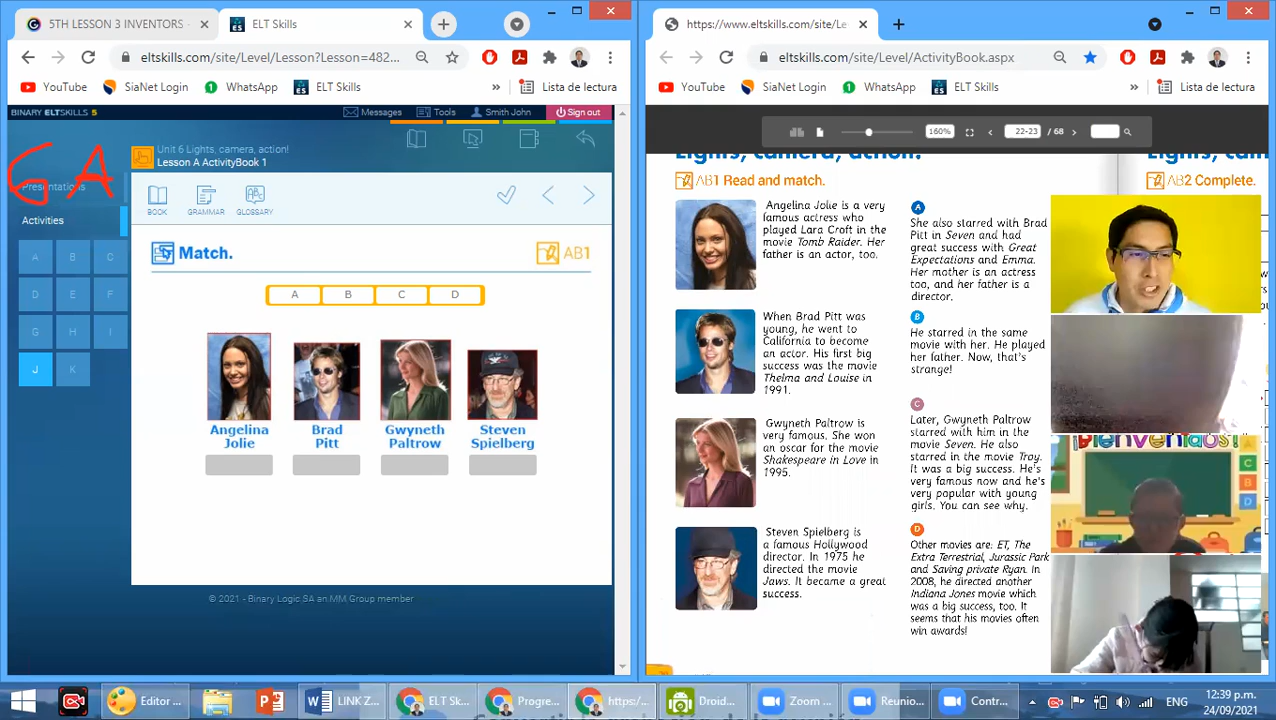 5TH LESSON 3 INVENTORS -
ELT Skills
https://www.eltskills.com/site/Le
eltskills.com/site/Level/Lesson?Lesson=482...
eltskills.com/site/Level/ActivityBook.aspx
YouTube SiaNet Login WhatsApp ELT Skills » Lista de lectura
YouTube SiaNet Login WhatsApp ELT Skills » Lista de lectura
BINARY ELTSKILLS 5
Messages Tools Smith John Sign out
6 A
Presentations
Activities
A B C
D E F
G H I
J K
Unit 6 Lights, camera, action!
Lesson A ActivityBook 1
BOOK GRAMMAR GLOSSARY
Match.
AB1
A B C D
Angelina Jolie
Brad Pitt
Gwyneth Paltrow
Steven Spielberg
© 2021 - Binary Logic SA an MM Group member
160%
22-23 / 68
Lights, camera, action!
Lights, ca
AB1 Read and match.
AB2 Complete.
Angelina Jolie is a very
famous actress who
played Lara Croft in the
movie Tomb Raider. Her
father is an actor, too.
When Brad Pitt was
young, he went to
California to become
an actor. His first big
success was the movie
Thelma and Louise in
1991.
Gwyneth Paltrow is
very famous. She won
an oscar for the movie
Shakespeare in Love in
1995.
Steven Spielberg is
a famous Hollywood
director. In 1975 he
directed the movie
Jaws. It became a great
success.
A
She also starred with Brad
Pitt in Seven and had
great success with Great
Expectations and Emma.
Her mother is an actress
too, and her father is a
director.
B
He starred in the same
movie with her. He played
her father. Now, that's
strange!
C
Later, Gwyneth Paltrow
starred with him in the
movie Seven. He also
starred in the movie Troy.
It was a big success. He's
very famous now and he's
very popular with young
girls. You can see why.
D
Other movies are: ET, The
Extra Terrestrial, Jurassic Park
and Saving private Ryan. In
2008, he directed another
Indiana Jones movie which
was a big success, too. It
seems that his movies often
win awards!
¡BIENVENIDOS!
A
C
B
D
Editor ...
LINK Z...
ELT Sk...
Progre...
https:/...
Droid...
Zoom ...
Reunio...
Contr...
ENG
12:39 p.m.
24/09/2021